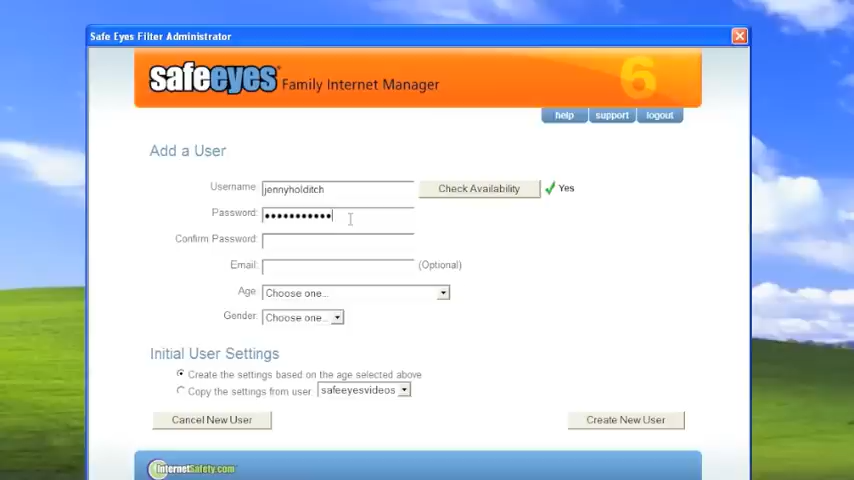 Safe Eyes Filter Administrator
safeeyes® Family Internet Manager 6
help support logout
Add a User
Username jennyholditch Check Availability Yes
Password: •••••••••••
Confirm Password:
Email: (Optional)
Age Choose one...
Gender: Choose one...
Initial User Settings
Create the settings based on the age selected above
Copy the settings from user safeeyesvideos
Cancel New User Create New User
InternetSafety.com